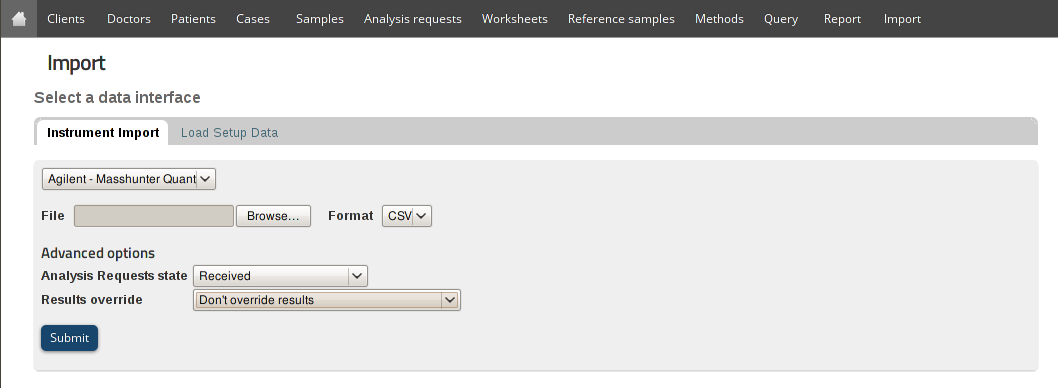 Clients Doctors Patients Cases Samples Analysis requests Worksheets Reference samples Methods Query Report Import
Import
Select a data interface
Instrument Import Load Setup Data
Agilent - Masshunter Quant
File Browse... Format CSV
Advanced options
Analysis Requests state Received
Results override Don't override results
Submit